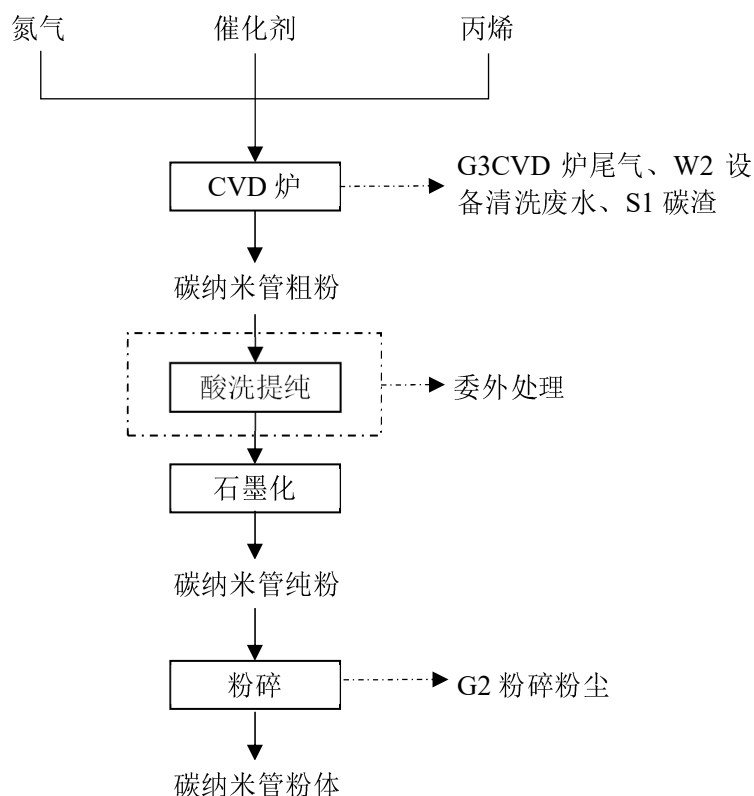 氮气
催化剂
丙烯
CVD 炉
G3CVD 炉尾气、W2 设
备清洗废水、S1 碳渣
碳纳米管粗粉
酸洗提纯
委外处理
石墨化
碳纳米管纯粉
粉碎
G2 粉碎粉尘
碳纳米管粉体